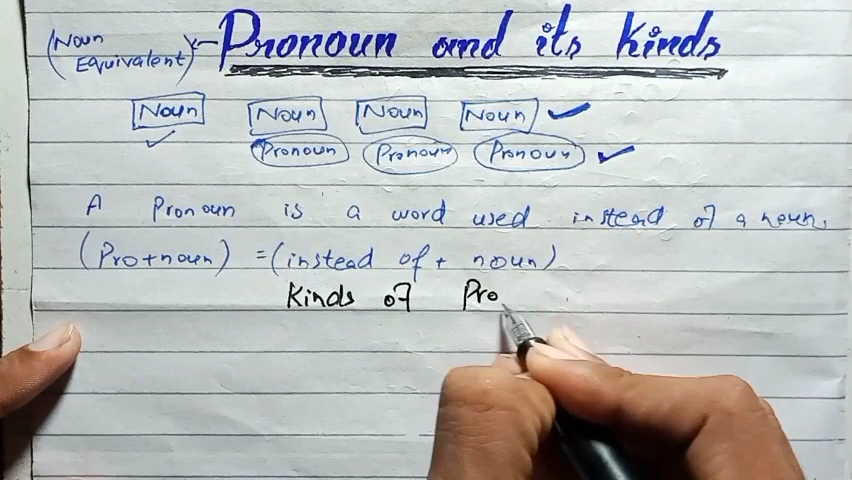 (Noun Equivalent) Pronoun and its Kinds
Noun Noun Noun Noun
Pronoun Pronoun Pronoun
A Pronoun is a word used instead of a noun.
(Pro+noun) = (instead of + noun)
Kinds of Pro